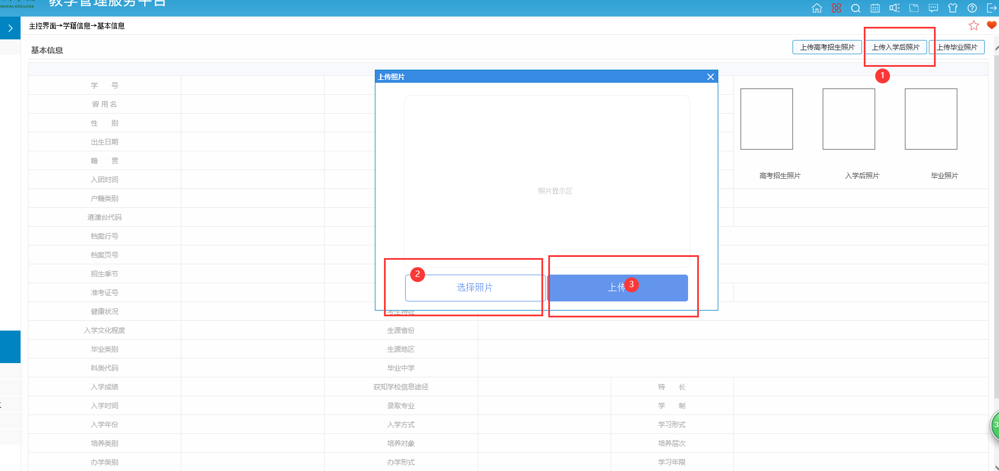 NICALCOLLEGE
教学管理服务平台
主控界面→学籍信息→基本信息
基本信息
上传高考招生照片 上传入学后照片 上传毕业照片
1
上传照片
学 号
曾用名
性 别
出生日期
籍 贯
高考招生照片 入学后照片 毕业照片
入团时间
照片显示区
户籍类别
港澳台代码
档案行号
档案页号
招生季节
2
选择照片
上传
3
准考证号
健康状况 考生特征
入学文化程度 生源省份
毕业类别 生源地区
科类代码 毕业中学
入学成绩 获知学校信息途径 特 长
入学时间 录取专业 学 制
入学年份 入学方式 学习形式
3
培养类别 培养对象 培养层次
办学类别 办学形式 学习年限